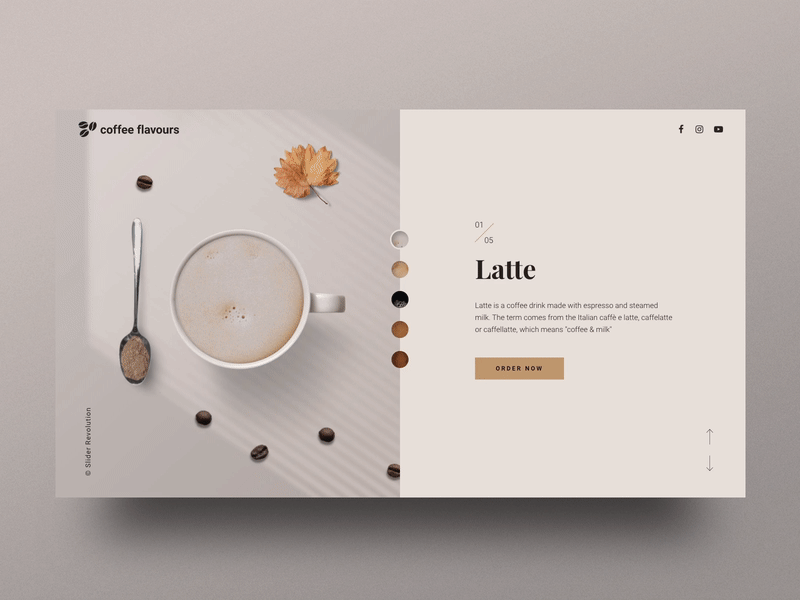 coffee flavours
01
05
Latte
Latte is a coffee drink made with espresso and steamed
milk. The term comes from the Italian caffè e latte, caffelatte
or caffellatte, which means "coffee & milk"
ORDER NOW
© Slider Revolution